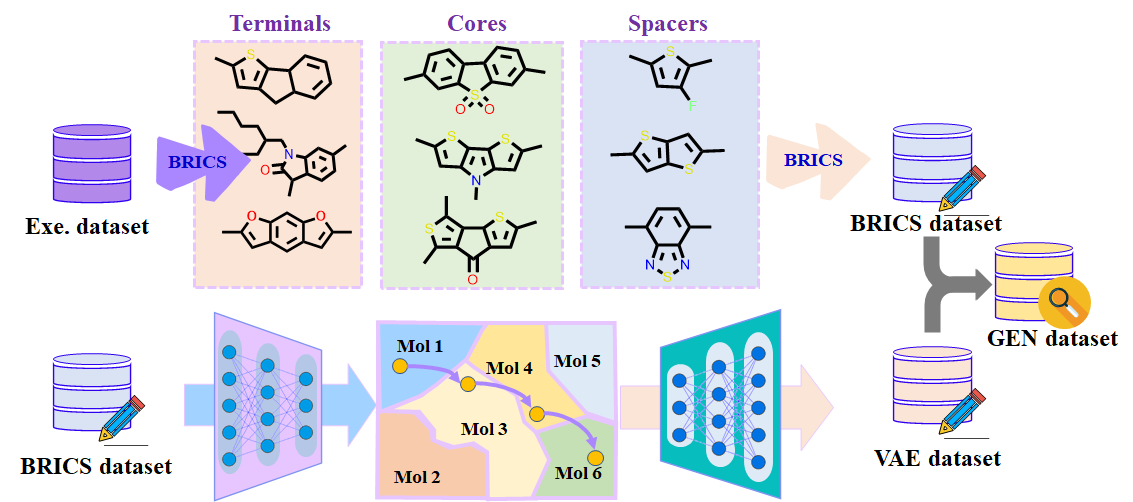 Terminals
Cores
Spacers
S
S
O O
S
F
BRICS
N
O
S
S
N
S
S
BRICS
Exe. dataset
O
O
S
S
O
N
N
S
BRICS dataset
GEN dataset
BRICS dataset
Mol 1
Mol 4
Mol 5
Mol 3
Mol 2
Mol 6
VAE dataset